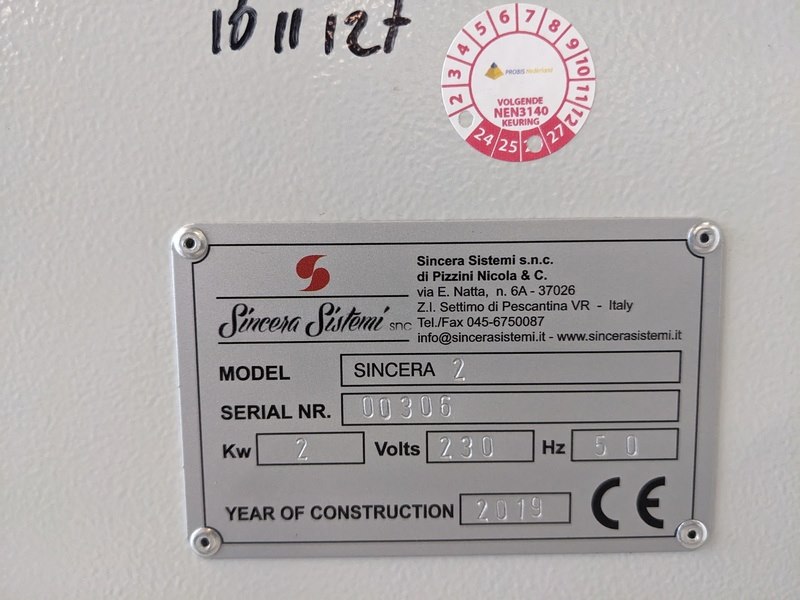 16 11 127
2 3 4 5 6 7 8 9 10 11 12
PROBIS nederland
VOLGENDE
NEN3140
KEURING
24 25 27
Sincera Sistemi s.n.c.
di Pizzini Nicola & C.
via E. Natta, n. 6A - 37026
Z.I. Settimo di Pescantina VR - Italy
Tel./Fax 045-6750087
info@sincerasistemi.it - www.sincerasistemi.it
Sincera Sistemi snc
MODEL SINCERA 2
SERIAL NR. 00306
Kw 2 Volts 230 Hz 50
YEAR OF CONSTRUCTION 2019 CE